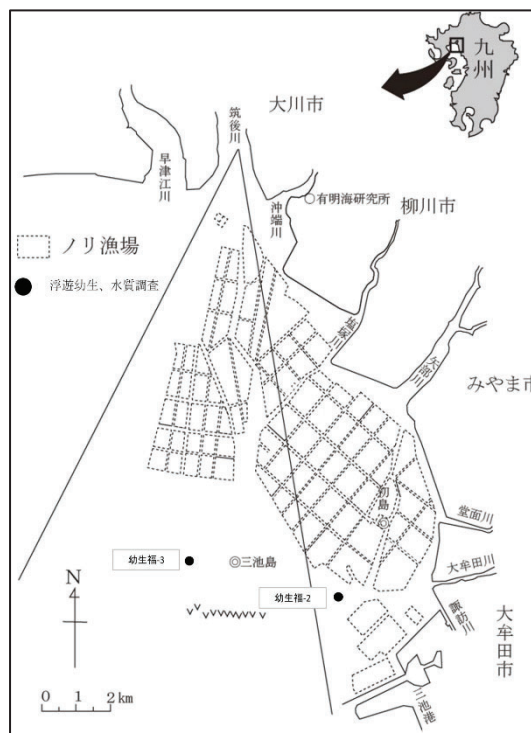 九州
大川市
筑後川
早津江川
沖端川
有明海研究所
柳川市
ノリ漁場
浮遊幼生、水質調査
塩塚川
矢部川
みやま市
初島
堂面川
幼生福-3
三池島
大牟田川
幼生福-2
諏訪川
大牟田市
N
三池港
0 1 2km